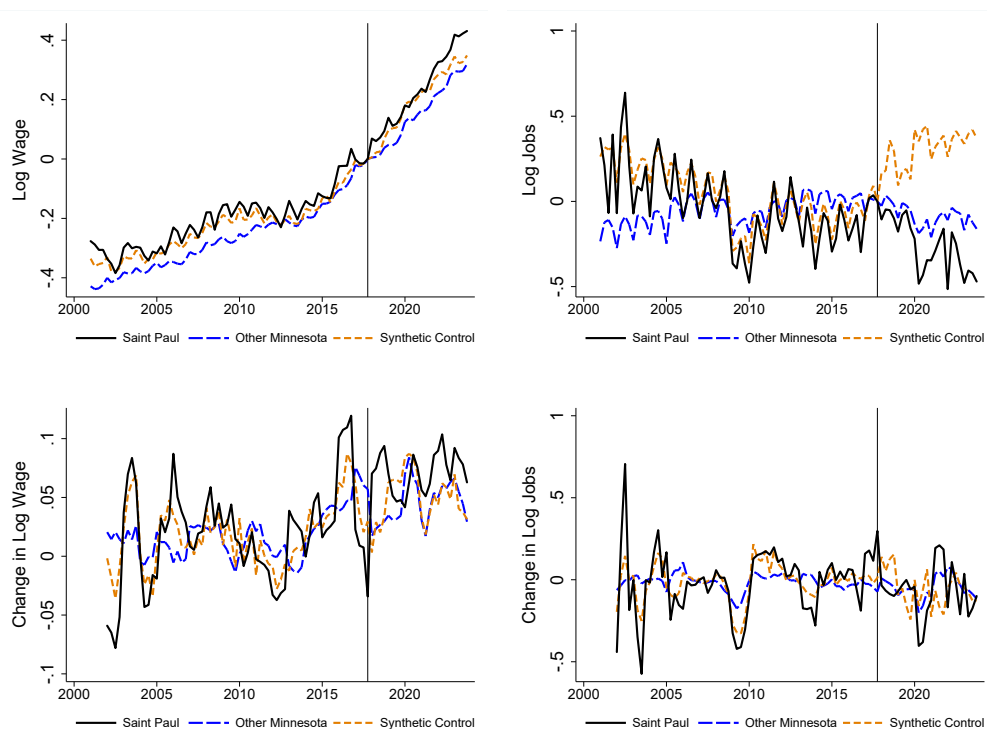 Log Wage
.4
.2
0
.2
-.4
2000 2005 2010 2015 2020
Saint Paul Other Minnesota Synthetic Control
Log Jobs
1
.5
0
-.5
2000 2005 2010 2015 2020
Saint Paul Other Minnesota Synthetic Control
Change in Log Wage
.1
.05
0
.05
-.1
2000 2005 2010 2015 2020
Saint Paul Other Minnesota Synthetic Control
Change in Log Jobs
1
.5
0
-.5
2000 2005 2010 2015 2020
Saint Paul Other Minnesota Synthetic Control